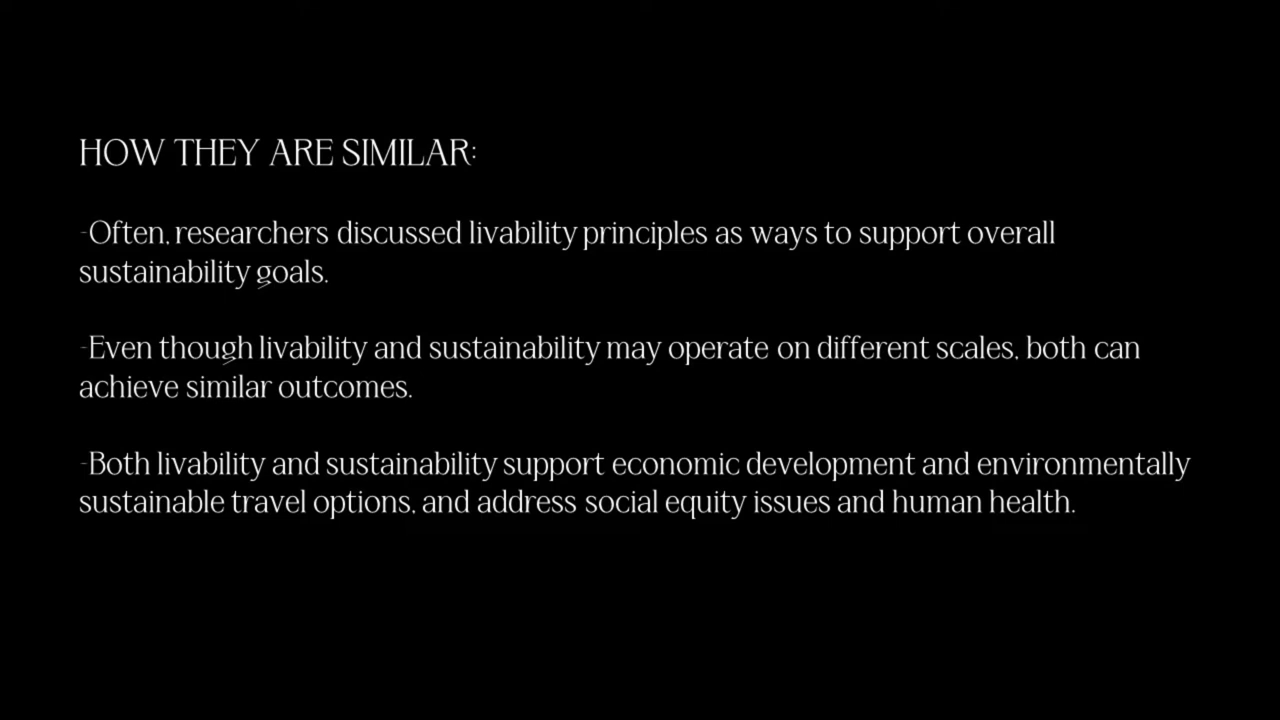 HOW THEY ARE SIMILAR:
-Often, researchers discussed livability principles as ways to support overall
sustainability goals.
-Even though livability and sustainability may operate on different scales, both can
achieve similar outcomes.
-Both livability and sustainability support economic development and environmentally
sustainable travel options, and address social equity issues and human health.